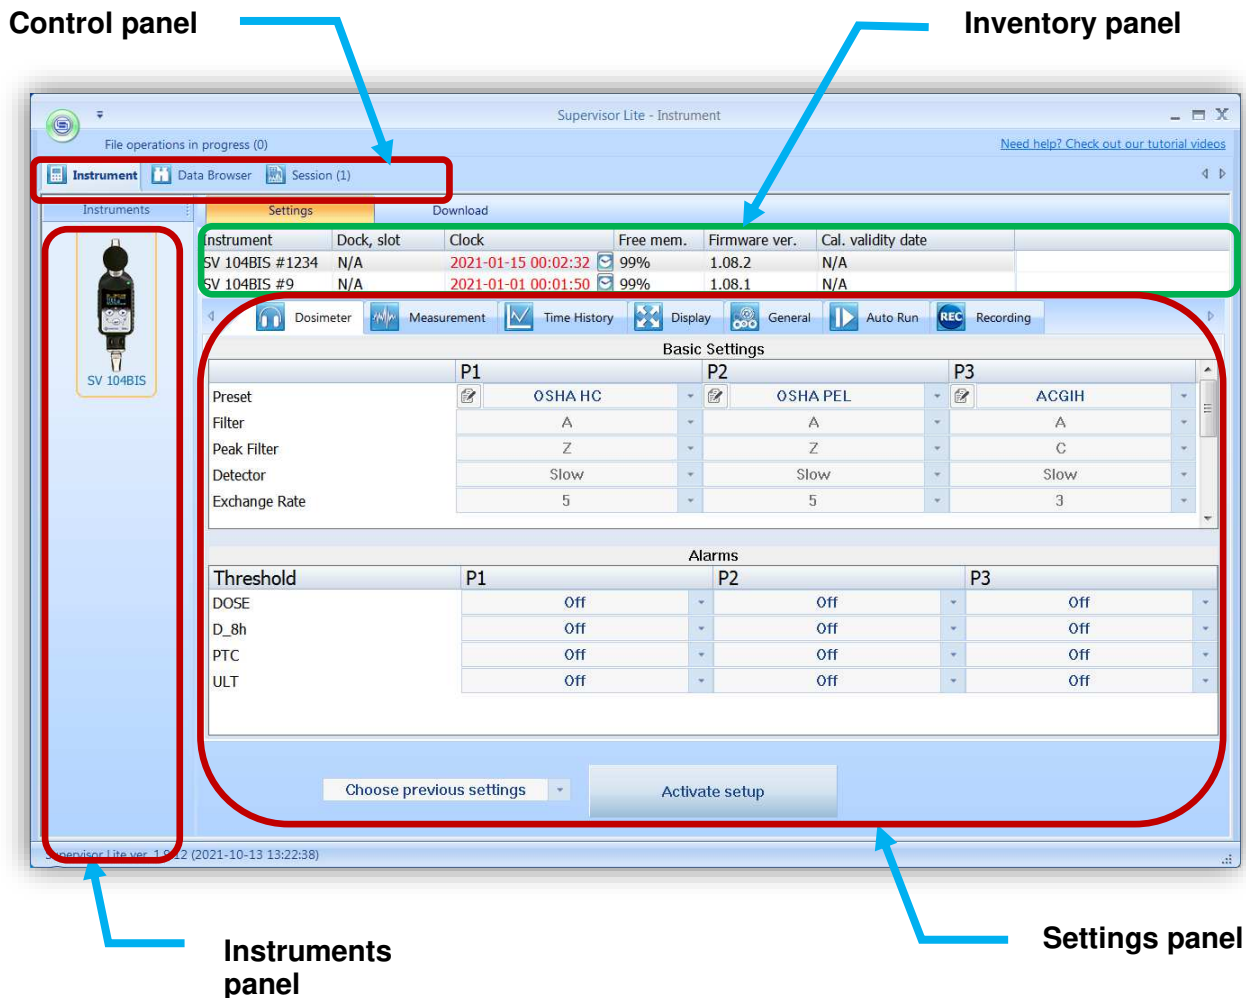 Control panel
Inventory panel
Supervisor Lite - Instrument
File operations in progress (0)
Need help? Check out our tutorial videos
Instrument Data Browser Session (1)
Instruments Settings Download
Instrument Dock, slot Clock Free mem. Firmware ver. Cal. validity date
SV 104BIS #1234 N/A 2021-01-15 00:02:32 99% 1.08.2 N/A
SV 104BIS #9 N/A 2021-01-01 00:01:50 99% 1.08.1 N/A
Dosimeter Measurement Time History Display General Auto Run REC Recording
SV 104BIS
Basic Settings
P1 P2 P3
Preset OSHA HC OSHA PEL ACGIH
Filter A A A
Peak Filter Z Z C
Detector Slow Slow Slow
Exchange Rate 5 5 3
Alarms
Threshold P1 P2 P3
DOSE Off Off Off
D_8h Off Off Off
PTC Off Off Off
ULT Off Off Off
Choose previous settings Activate setup
Supervisor Lite ver. 1.9.12 (2021-10-13 13:22:38)
Instruments
panel
Settings panel